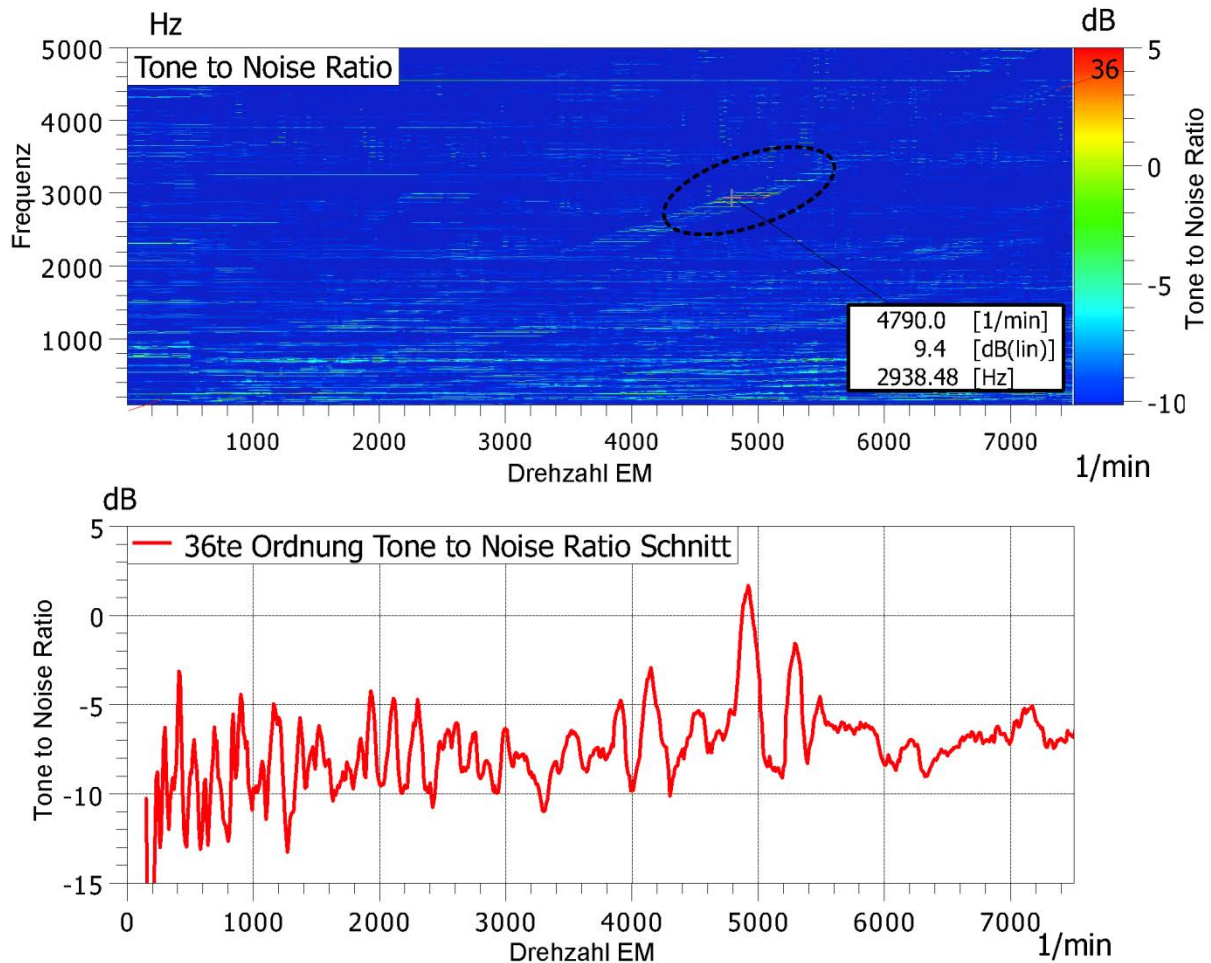 Hz
dB
5000
4000
3000
2000
1000
Frequenz
Tone to Noise Ratio
4790.0 [1/min]
9.4 [dB(lin)]
2938.48 [Hz]
36
5
0
-5
-10
Tone to Noise Ratio
1000 2000 3000 4000 5000 6000 7000
Drehzahl EM
1/min
dB
5
0
-5
-10
-15
Tone to Noise Ratio
36te Ordnung Tone to Noise Ratio Schnitt
0 1000 2000 3000 4000 5000 6000 7000
Drehzahl EM
1/min